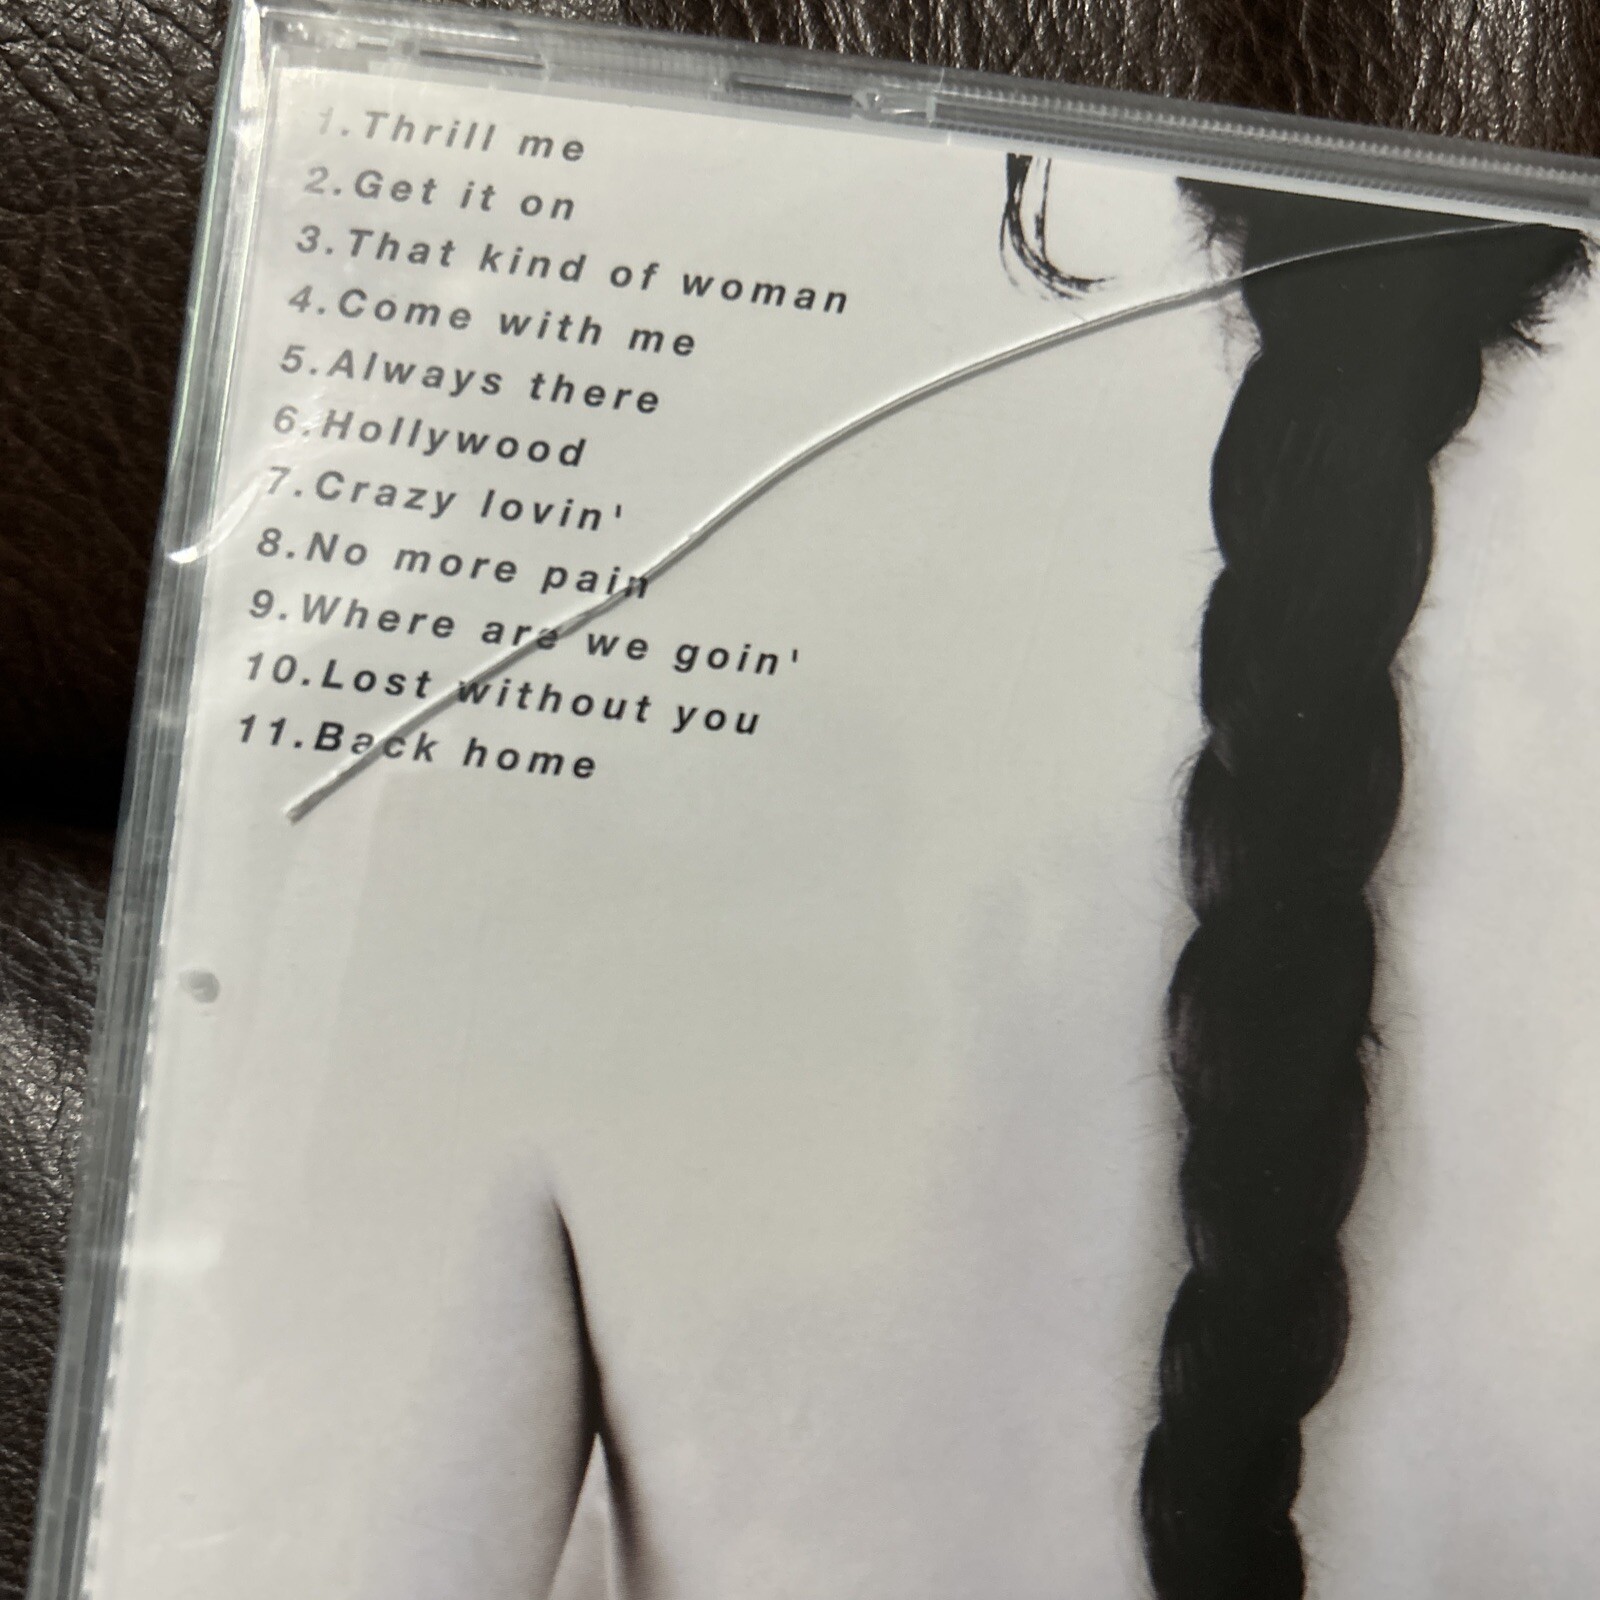 1.Thrill me
2.Get it on
3.That kind of woman
4.Come with me
5.Always there
6.Hollywood
7.Crazy lovin'
8.No more pain
9.Where are we goin'
10.Lost without you
11.Back home